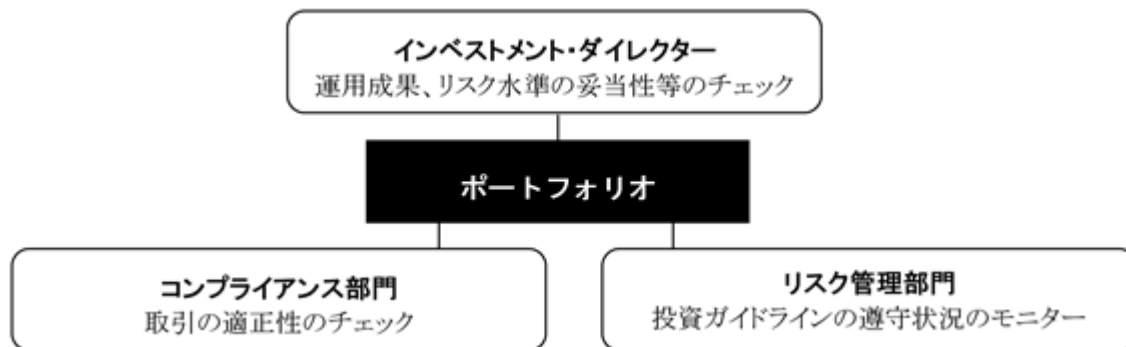 インベストメント・ダイレクター
運用成果、リスク水準の妥当性等のチェック
ポートフォリオ
コンプライアンス部門
取引の適正性のチェック
リスク管理部門
投資ガイドラインの遵守状況のモニター